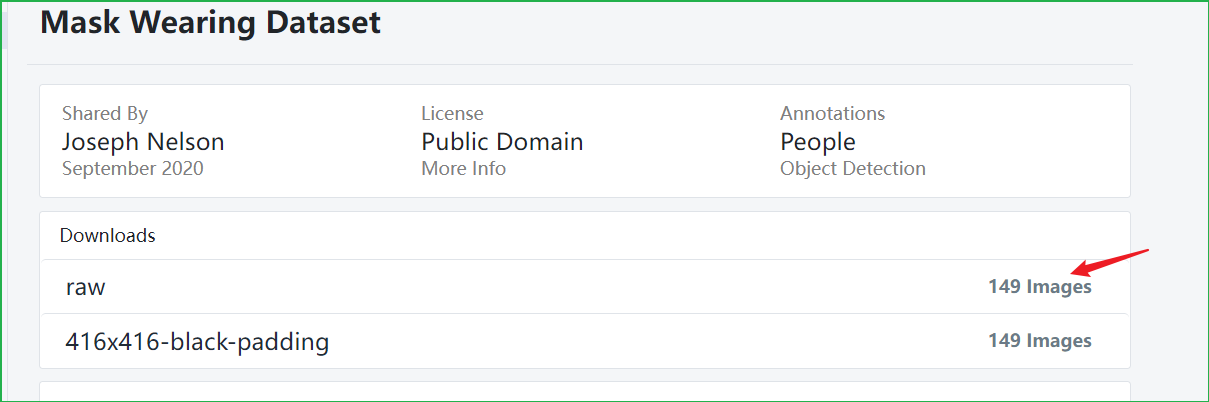 Mask Wearing Dataset
Shared By
Joseph Nelson
September 2020
License
Public Domain
More Info
Annotations
People
Object Detection
Downloads
raw
149 Images
416x416-black-padding
149 Images